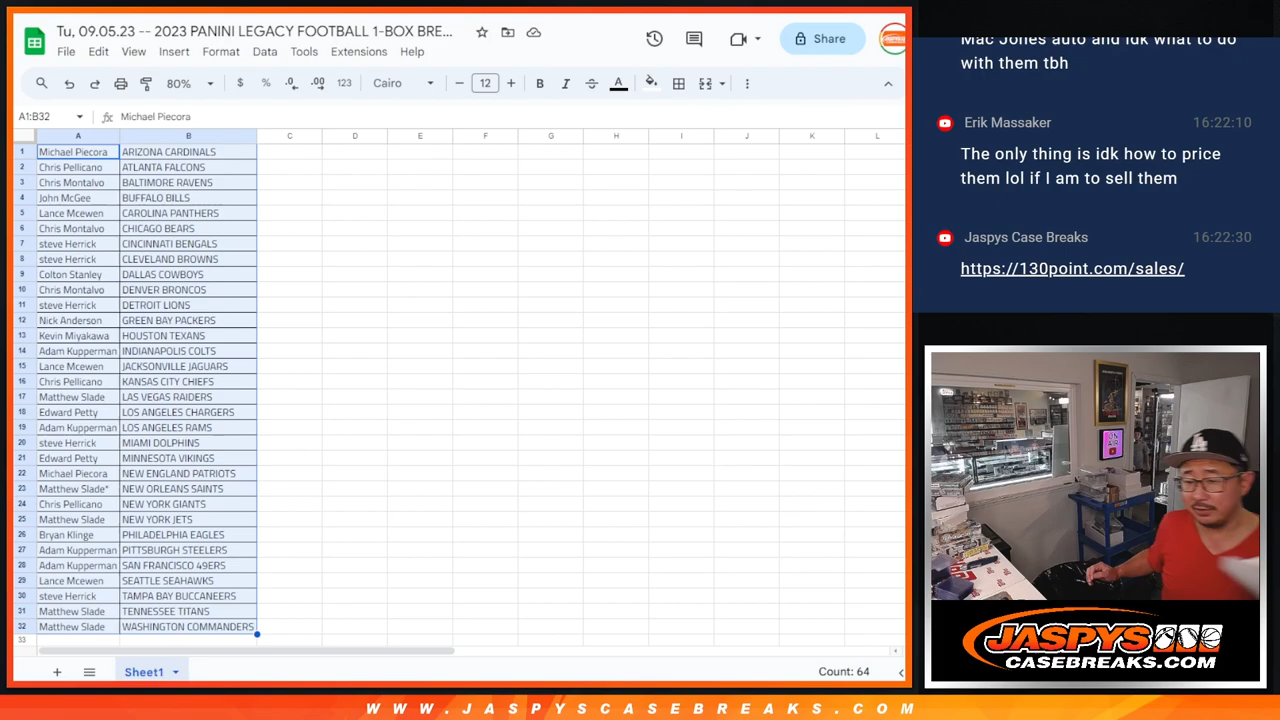 Tu, 09.05.23 -- 2023 PANINI LEGACY FOOTBALL 1-BOX BRE...
File Edit View Insert Format Data Tools Extensions Help
Share
80% $ % .0 .00 123 Cairo 12 B I A
A1:B32 fx Michael Piecora
A B C D E F G H I J K L
1 Michael Piecora ARIZONA CARDINALS
2 Chris Pellicano ATLANTA FALCONS
3 Chris Montalvo BALTIMORE RAVENS
4 John McGee BUFFALO BILLS
5 Lance Mcewen CAROLINA PANTHERS
6 Chris Montalvo CHICAGO BEARS
7 steve Herrick CINCINNATI BENGALS
8 steve Herrick CLEVELAND BROWNS
9 Colton Stanley DALLAS COWBOYS
10 Chris Montalvo DENVER BRONCOS
11 steve Herrick DETROIT LIONS
12 Nick Anderson GREEN BAY PACKERS
13 Kevin Miyakawa HOUSTON TEXANS
14 Adam Kupperman INDIANAPOLIS COLTS
15 Lance Mcewen JACKSONVILLE JAGUARS
16 Chris Pellicano KANSAS CITY CHIEFS
17 Matthew Slade LAS VEGAS RAIDERS
18 Edward Petty LOS ANGELES CHARGERS
19 Adam Kupperman LOS ANGELES RAMS
20 steve Herrick MIAMI DOLPHINS
21 Edward Petty MINNESOTA VIKINGS
22 Michael Piecora NEW ENGLAND PATRIOTS
23 Matthew Slade* NEW ORLEANS SAINTS
24 Chris Pellicano NEW YORK GIANTS
25 Matthew Slade NEW YORK JETS
26 Bryan Klinge PHILADELPHIA EAGLES
27 Adam Kupperman PITTSBURGH STEELERS
28 Adam Kupperman SAN FRANCISCO 49ERS
29 Lance Mcewen SEATTLE SEAHAWKS
30 steve Herrick TAMPA BAY BUCCANEERS
31 Matthew Slade TENNESSEE TITANS
32 Matthew Slade WASHINGTON COMMANDERS
33
Sheet1 Count: 64
Mac Jones auto and idk what to do
with them tbh
Erik Massaker 16:22:10
The only thing is idk how to price
them lol if I am to sell them
Jaspys Case Breaks 16:22:30
https://130point.com/sales/
ON AIR
JASPYS
CASEBREAKS.COM
WWW.JASPYSCASEBREAKS.COM